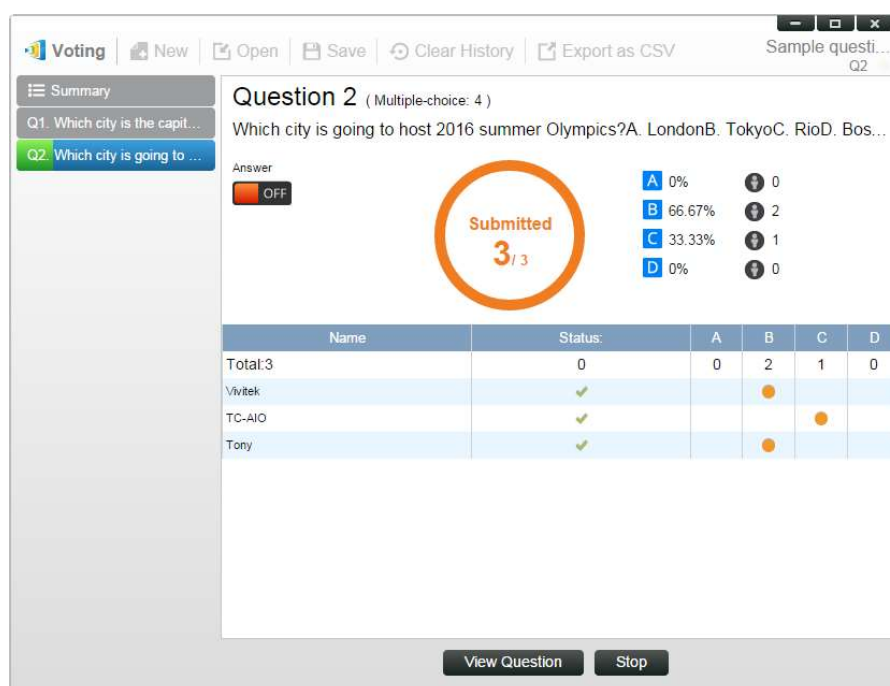 Voting New Open Save Clear History Export as CSV Sample questi...
Q2
Summary
Q1. Which city is the capit...
Q2. Which city is going to ...
Question 2 ( Multiple-choice: 4 )
Which city is going to host 2016 summer Olympics?A. LondonB. TokyoC. RioD. Bos...
Answer
OFF
Submitted
3/ 3
A 0% 0
B 66.67% 2
C 33.33% 1
D 0% 0
Name Status: A B C D
Total:3 0 0 2 1 0
Vivitek
TC-AIO
Tony
View Question Stop